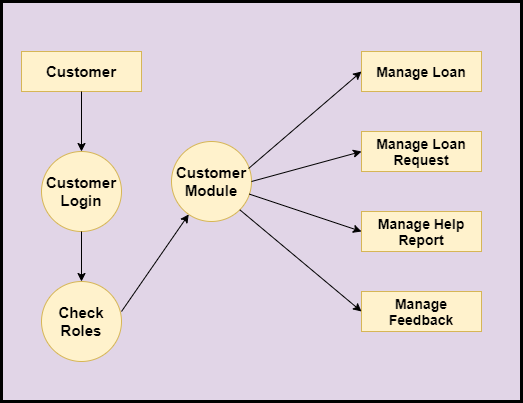 Customer
Customer
Login
Check
Roles
Customer
Module
Manage Loan
Manage Loan
Request
Manage Help
Report
Manage
Feedback